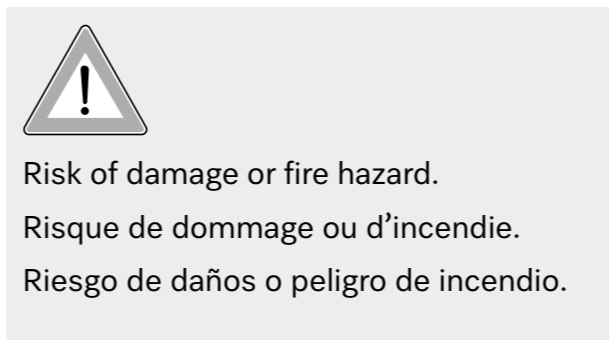 Risk of damage or fire hazard.
Risque de dommage ou d’incendie.
Riesgo de daños o peligro de incendio.